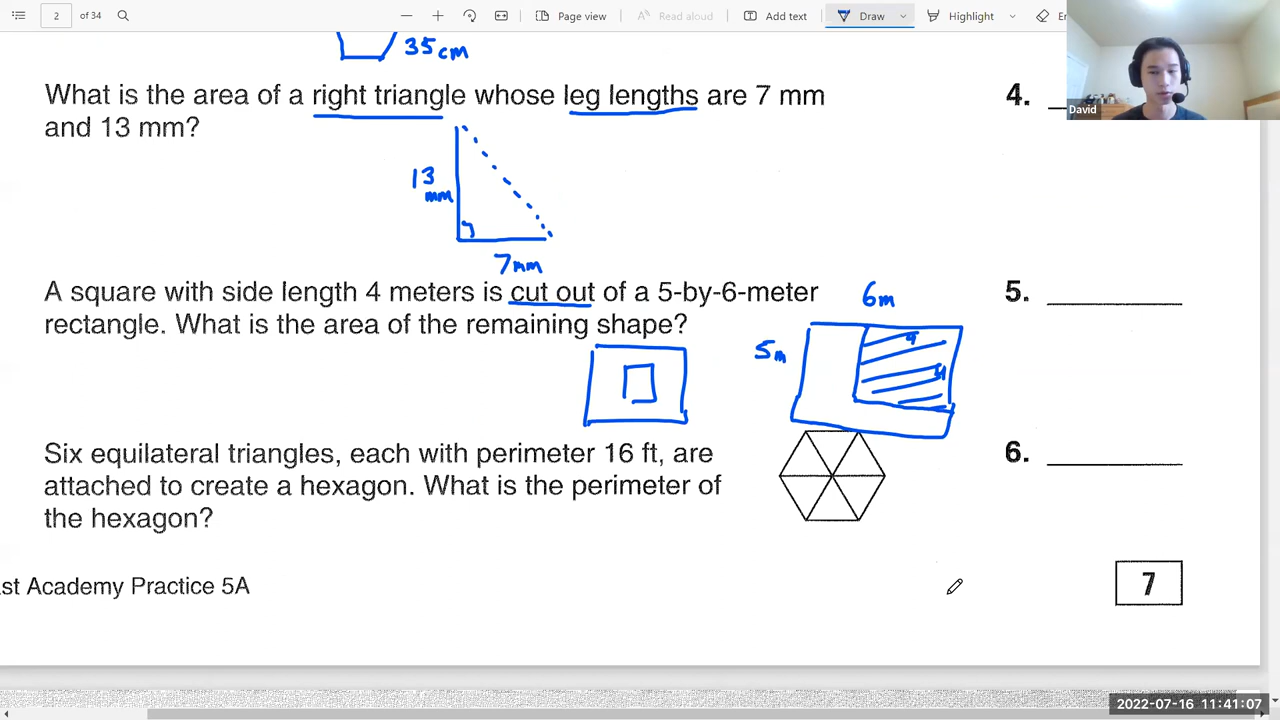 2 of 34 Page view Read aloud Add text Draw Highlight
35cm
David
What is the area of a right triangle whose leg lengths are 7 mm
and 13 mm?
4.
13
mm
7mm
A square with side length 4 meters is cut out of a 5-by-6-meter
rectangle. What is the area of the remaining shape?
5.
6m
5m
Six equilateral triangles, each with perimeter 16 ft, are
attached to create a hexagon. What is the perimeter of
the hexagon?
6.
st Academy Practice 5A
7
2022-07-16 11:41:07